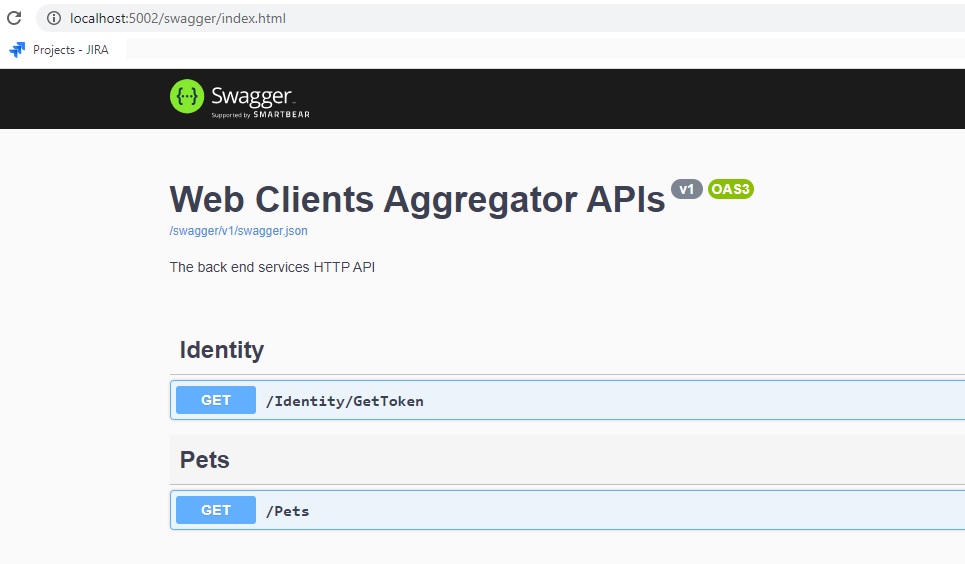 localhost:5002/swagger/index.html
Projects - JIRA
{···} Swagger
Supported by SMARTBEAR
Web Clients Aggregator APIs v1 OAS3
/swagger/v1/swagger.json
The back end services HTTP API
Identity
GET /Identity/GetToken
Pets
GET /Pets